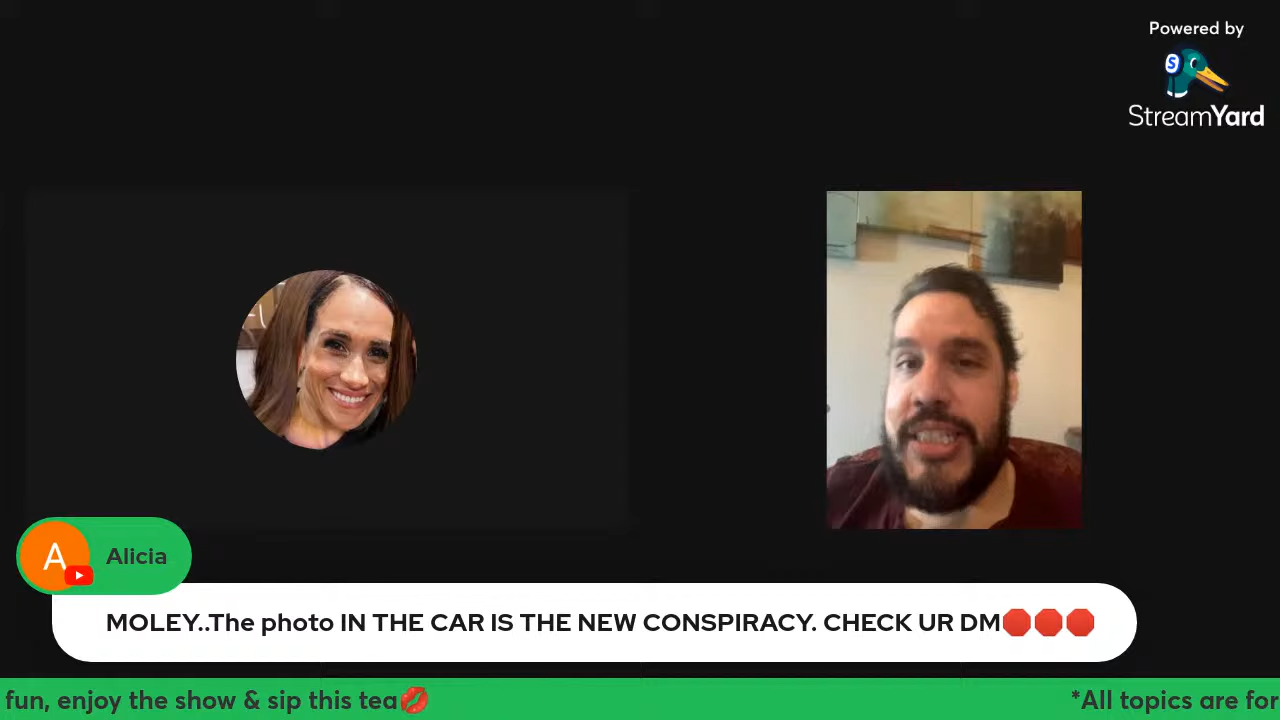 Powered by
S
StreamYard
A
Alicia
MOLEY..The photo IN THE CAR IS THE NEW CONSPIRACY. CHECK UR DM🛑🛑🛑
fun, enjoy the show & sip this tea💋 *All topics are for